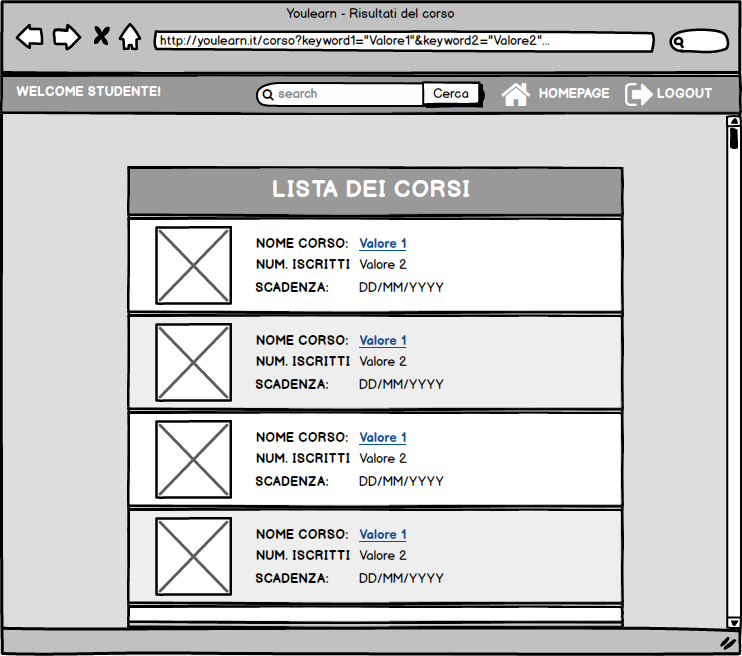 Youlearn - Risultati del corso
http://youlearn.it/corso?keyword1="Valore1"&keyword2="Valore2"...
WELCOME STUDENTE!
search
Cerca
HOMEPAGE
LOGOUT
LISTA DEI CORSI
NOME CORSO: Valore 1
NUM. ISCRITTI Valore 2
SCADENZA: DD/MM/YYYY
NOME CORSO: Valore 1
NUM. ISCRITTI Valore 2
SCADENZA: DD/MM/YYYY
NOME CORSO: Valore 1
NUM. ISCRITTI Valore 2
SCADENZA: DD/MM/YYYY
NOME CORSO: Valore 1
NUM. ISCRITTI Valore 2
SCADENZA: DD/MM/YYYY